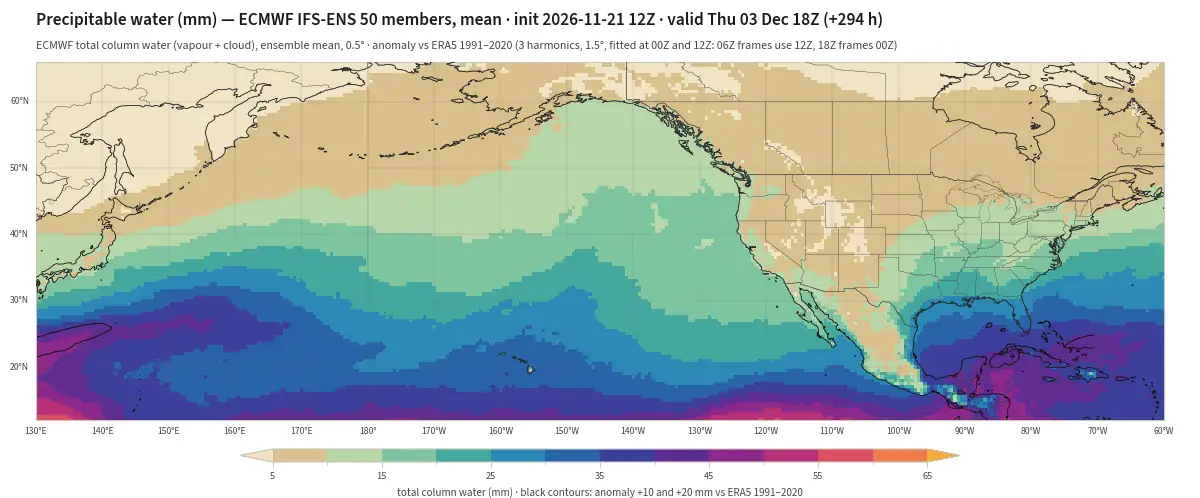 Precipitable water (mm) — ECMWF IFS-ENS 50 members, mean · init 2026-11-21 12Z · valid Thu 03 Dec 18Z (+294 h)
ECMWF total column water (vapour + cloud), ensemble mean, 0.5° · anomaly vs ERA5 1991–2020 (3 harmonics, 1.5°, fitted at 00Z and 12Z: 06Z frames use 12Z, 18Z frames 00Z)
60°N
50°N
40°N
30°N
20°N
130°E 140°E 150°E 160°E 170°E 180° 170°W 160°W 150°W 140°W 130°W 120°W 110°W 100°W 90°W 80°W 70°W 60°W
5 15 25 35 45 55 65
total column water (mm) · black contours: anomaly +10 and +20 mm vs ERA5 1991–2020